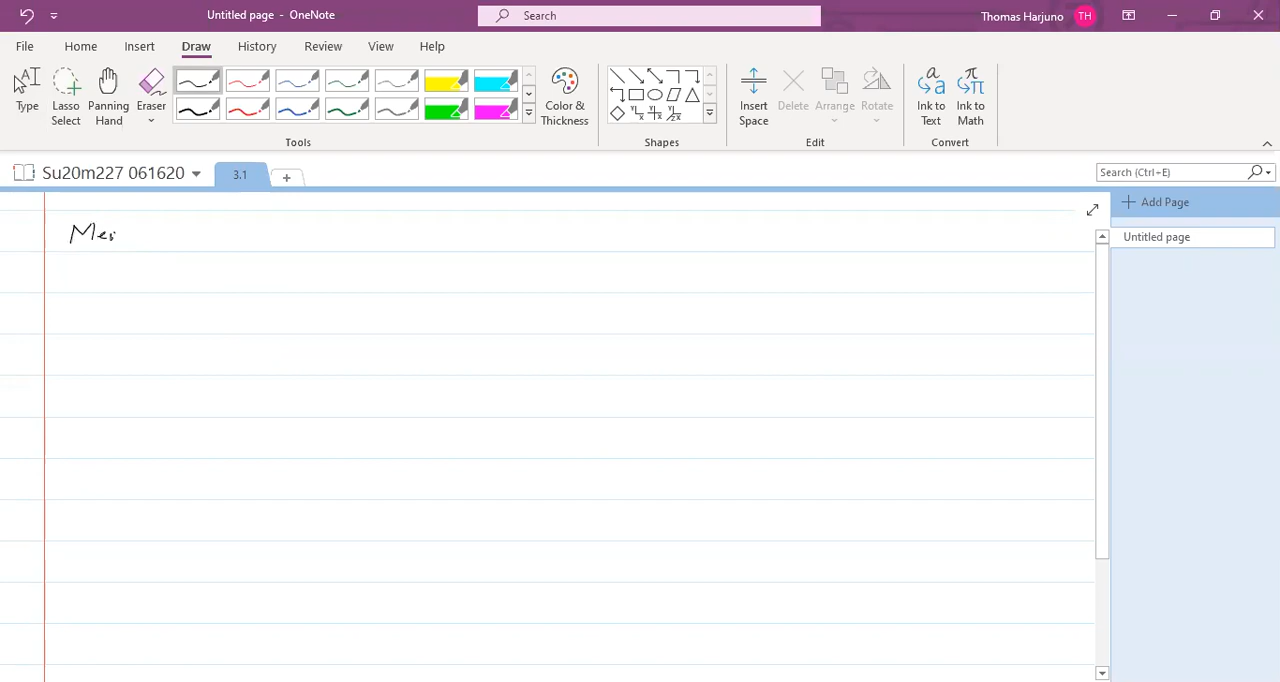 Untitled page - OneNote
Search
Thomas Harjuno TH
File Home Insert Draw History Review View Help
Type
Lasso Select
Panning Hand
Eraser
Color & Thickness
Insert Space
Delete
Arrange
Rotate
Ink to Text
Ink to Math
Tools Shapes Edit Convert
Su20m227 061620
3.1
Search (Ctrl+E)
Add Page
Untitled page